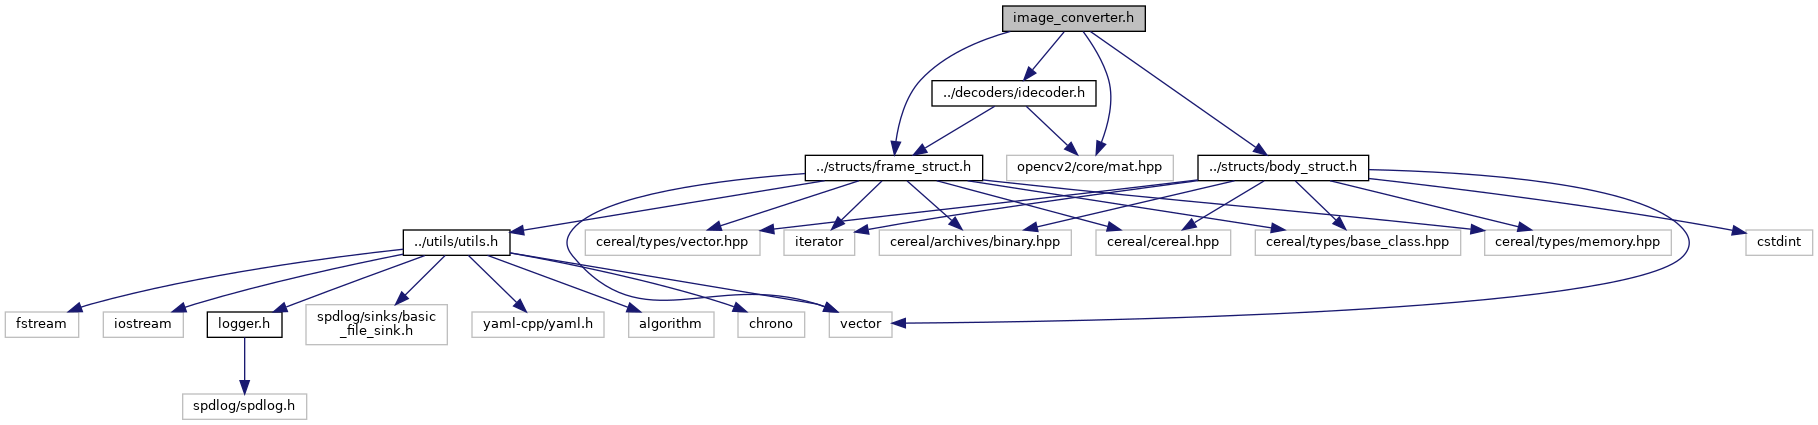 image_converter.h
../decoders/idecoder.h
../structs/frame_struct.h
opencv2/core/mat.hpp
../structs/body_struct.h
../utils/utils.h
cereal/types/vector.hpp
iterator
cereal/archives/binary.hpp
cereal/cereal.hpp
cereal/types/base_class.hpp
cereal/types/memory.hpp
cstdint
fstream
iostream
logger.h
spdlog/sinks/basic
_file_sink.h
yaml-cpp/yaml.h
algorithm
chrono
vector
spdlog/spdlog.h